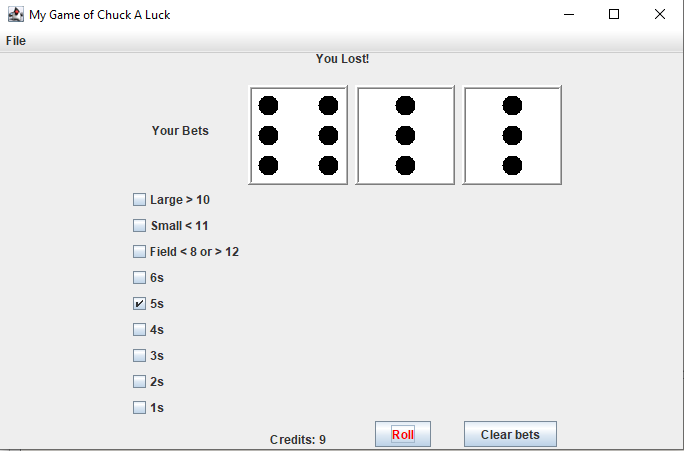 My Game of Chuck A Luck
File
You Lost!
Your Bets
Large > 10
Small < 11
Field < 8 or > 12
6s
5s
4s
3s
2s
1s
Credits: 9
Roll
Clear bets